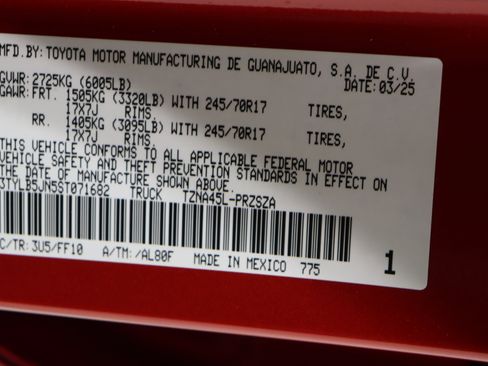 MFD.BY: TOYOTA MOTOR MANUFACTURING DE GUANAJUATO, S.A. DE C.V.
DATE: 03/25
GVWR: 2725KG (6005LB)
GAWR: FRT. 1505KG (3320LB) WITH 245/70R17 TIRES,
17X7J RIMS,
RR. 1405KG (3095LB) WITH 245/70R17 TIRES,
17X7J RIMS.
THIS VEHICLE CONFORMS TO ALL APPLICABLE FEDERAL MOTOR
VEHICLE SAFETY AND THEFT PREVENTION STANDARDS IN EFFECT ON
THE DATE OF MANUFACTURE SHOWN ABOVE.
3TYLB5JN5ST071682 TRUCK TZNA45L-PRZSZA
C/TR: 3U5/FF10 A/TM: /AL80F MADE IN MEXICO 775 1